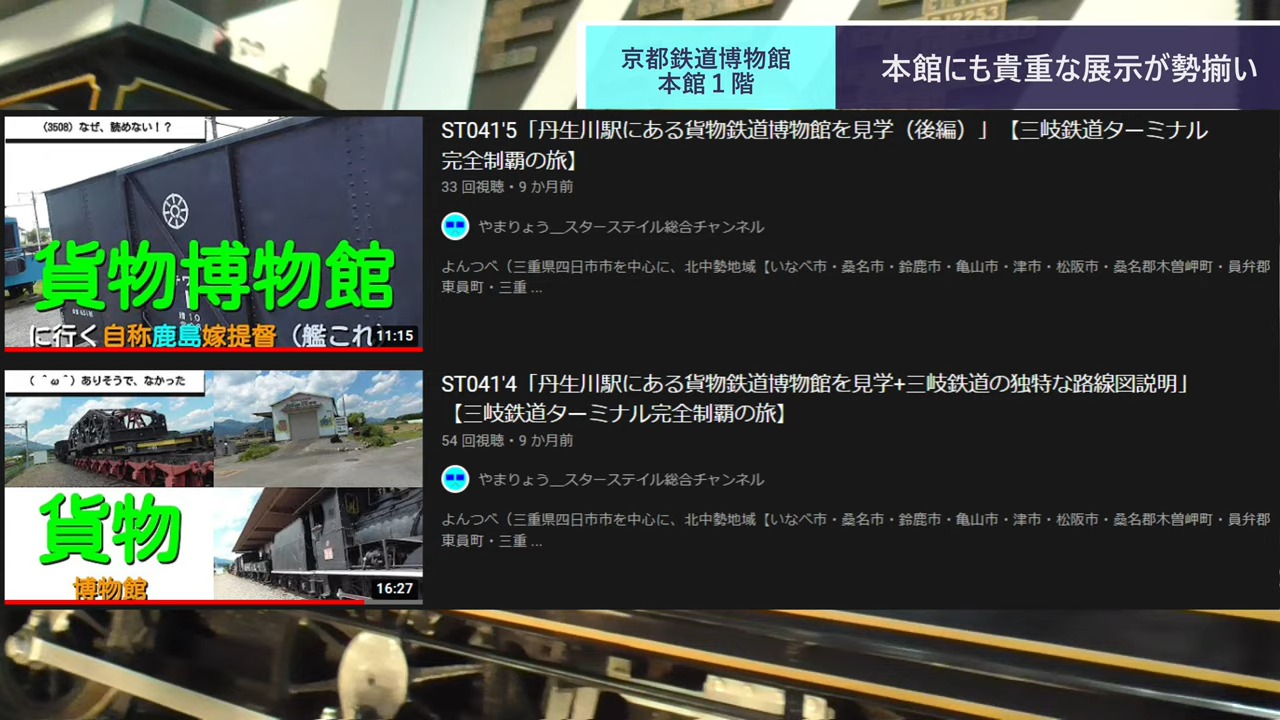 京都鉄道博物館
本館1階
本館にも貴重な展示が勢揃い
(3508) なぜ、読めない！？
貨物博物館
に行く自称鹿島嫁提督（艦これ）
11:15
ST041'5「丹生川駅にある貨物鉄道博物館を見学（後編）」【三岐鉄道ターミナル
完全制覇の旅】
33 回視聴・9 か月前
やまりょう__スターステイル総合チャンネル
よんつべ（三重県四日市市を中心に、北中勢地域【いなべ市・桑名市・鈴鹿市・亀山市・津市・松阪市・桑名郡木曽岬町・員弁郡
東員町・三重 ...
( ＾ω＾) ありそうで、なかった
貨物
博物館
16:27
ST041'4「丹生川駅にある貨物鉄道博物館を見学+三岐鉄道の独特な路線図説明」
【三岐鉄道ターミナル完全制覇の旅】
54 回視聴・9 か月前
やまりょう__スターステイル総合チャンネル
よんつべ（三重県四日市市を中心に、北中勢地域【いなべ市・桑名市・鈴鹿市・亀山市・津市・松阪市・桑名郡木曽岬町・員弁郡
東員町・三重 ...